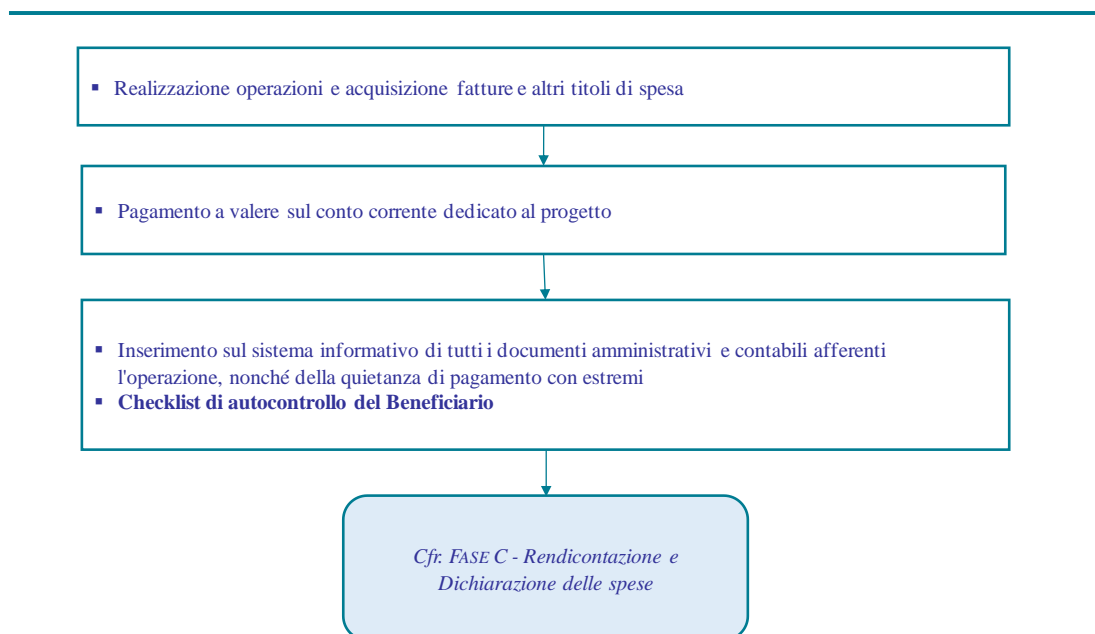 ▪ Realizzazione operazioni e acquisizione fatture e altri titoli di spesa
▪ Pagamento a valere sul conto corrente dedicato al progetto
▪ Inserimento sul sistema informativo di tutti i documenti amministrativi e contabili afferenti
l'operazione, nonché della quietanza di pagamento con estremi
▪ Checklist di autocontrollo del Beneficiario
Cfr. FASE C - Rendicontazione e
Dichiarazione delle spese